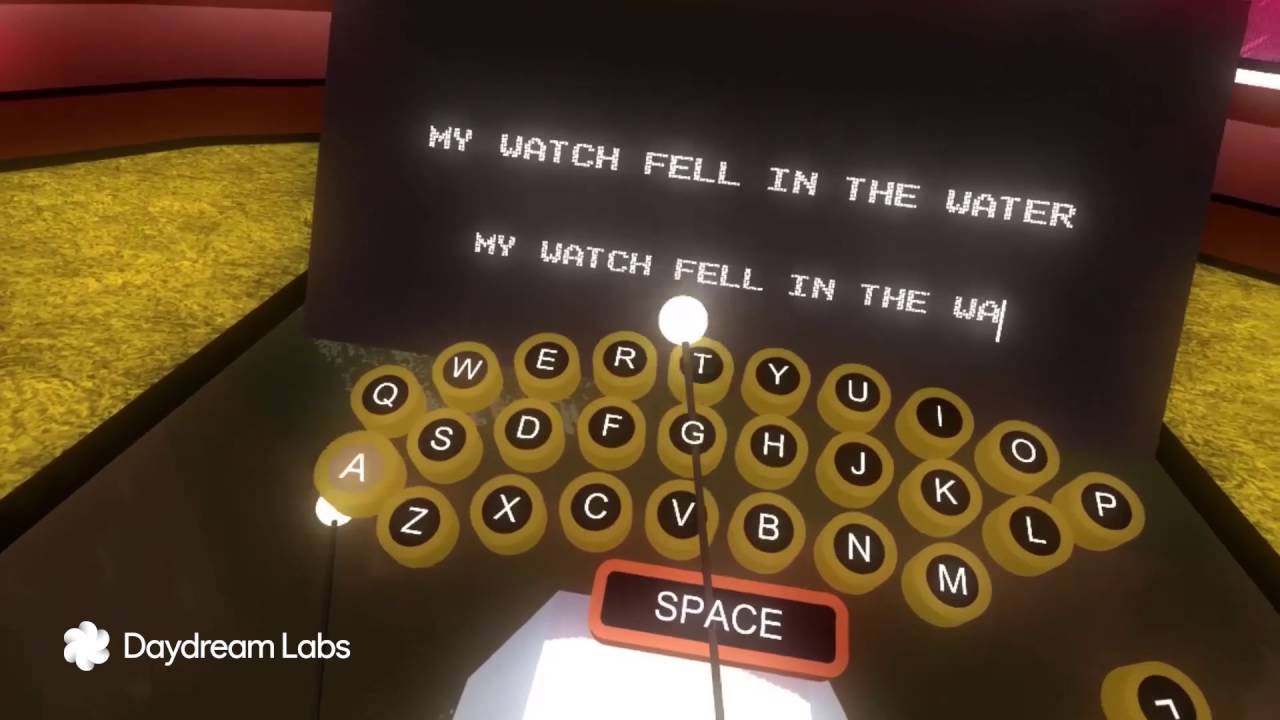 MY WATCH FELL IN THE WATER
MY WATCH FELL IN THE WA
Q W E R T Y U I O P
A S D F G H J K L
Z X C V B N M
SPACE
Daydream Labs